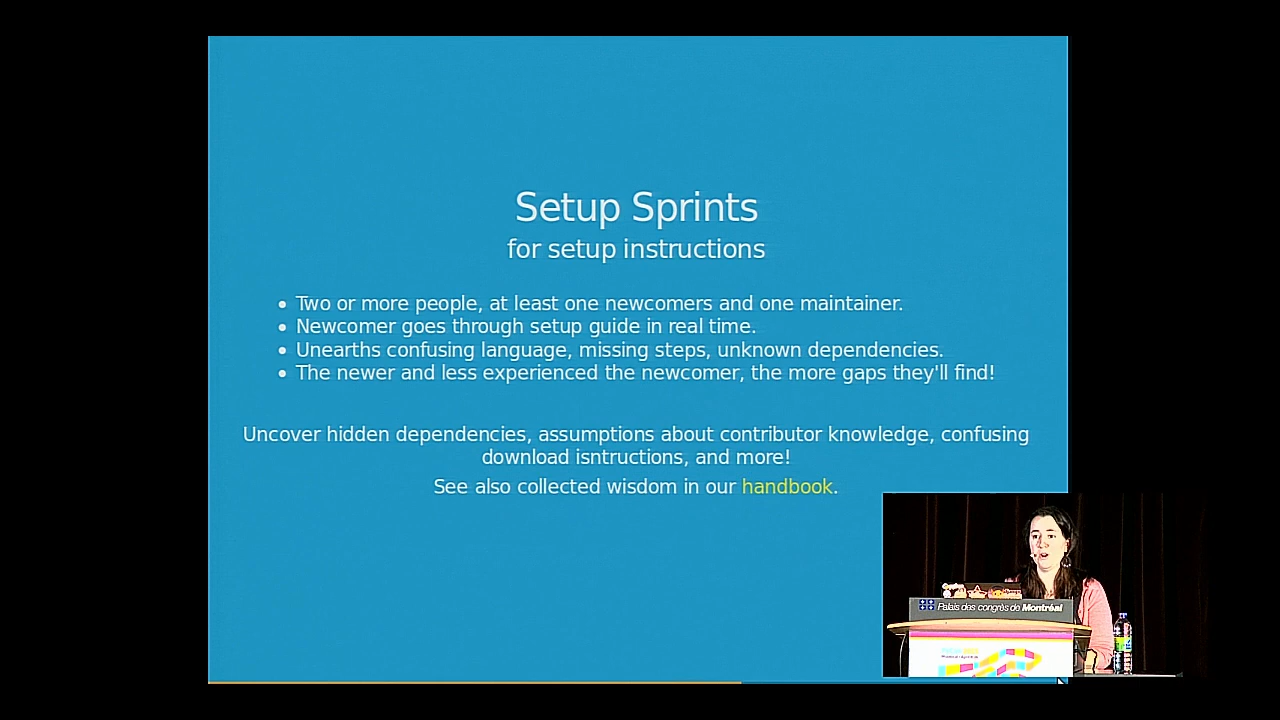 Setup Sprints
for setup instructions
• Two or more people, at least one newcomers and one maintainer.
• Newcomer goes through setup guide in real time.
• Unearths confusing language, missing steps, unknown dependencies.
• The newer and less experienced the newcomer, the more gaps they'll find!
Uncover hidden dependencies, assumptions about contributor knowledge, confusing
download isntructions, and more!
See also collected wisdom in our handbook.
Palais des congrès de Montréal